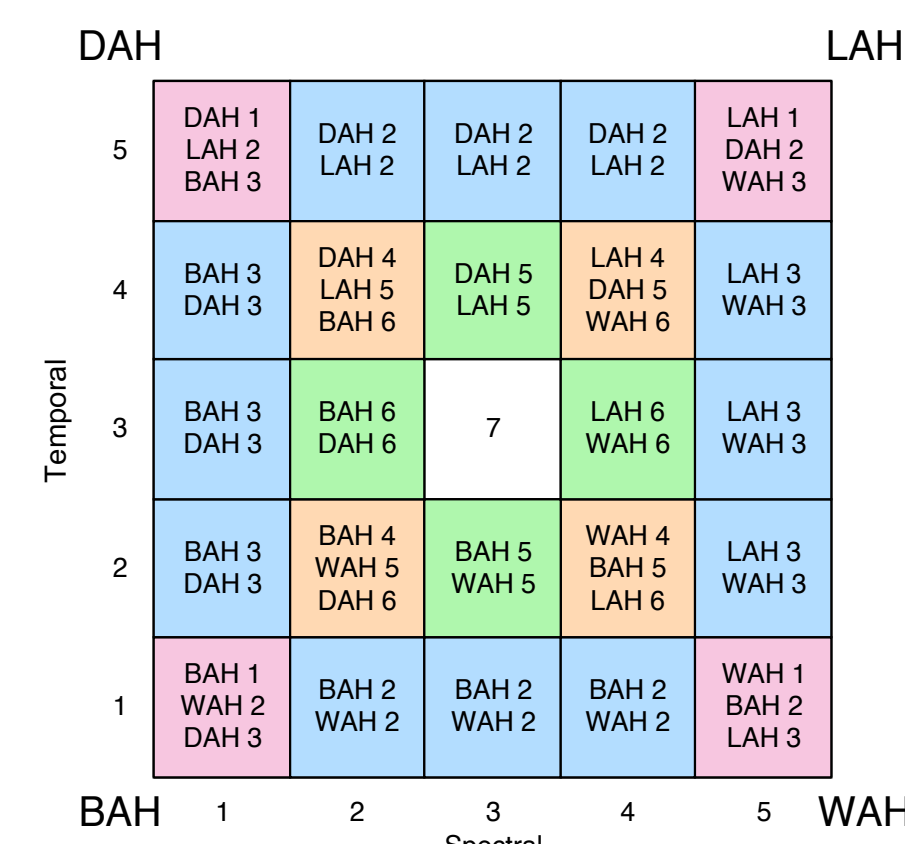 DAH
LAH
5
DAH 1
LAH 2
BAH 3
DAH 2
LAH 2
DAH 2
LAH 2
DAH 2
LAH 2
LAH 1
DAH 2
WAH 3
4
BAH 3
DAH 3
DAH 4
LAH 5
BAH 6
DAH 5
LAH 5
LAH 4
DAH 5
WAH 6
LAH 3
WAH 3
Temporal
3
BAH 3
DAH 3
BAH 6
DAH 6
7
LAH 6
WAH 6
LAH 3
WAH 3
2
BAH 3
DAH 3
BAH 4
WAH 5
DAH 6
BAH 5
WAH 5
WAH 4
BAH 5
LAH 6
LAH 3
WAH 3
1
BAH 1
WAH 2
DAH 3
BAH 2
WAH 2
BAH 2
WAH 2
BAH 2
WAH 2
WAH 1
BAH 2
LAH 3
BAH
1
2
3
4
5
WAH
Spectral